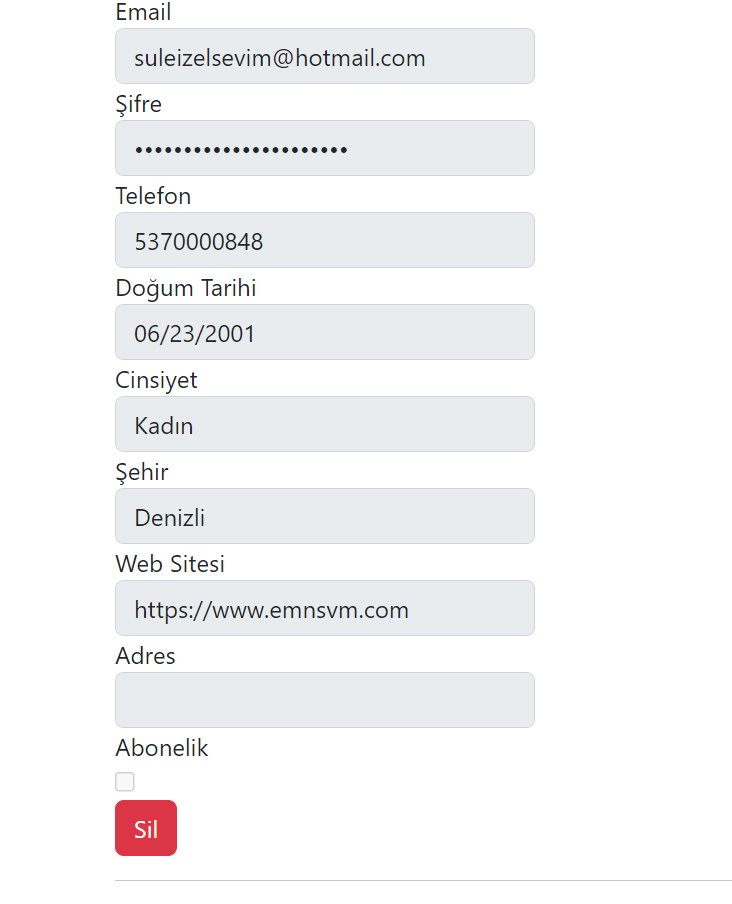 Email
suleizelsevim@hotmail.com
Şifre
••••••••••••••••••••••
Telefon
5370000848
Doğum Tarihi
06/23/2001
Cinsiyet
Kadın
Şehir
Denizli
Web Sitesi
https://www.emnsvm.com
Adres
Abonelik
Sil